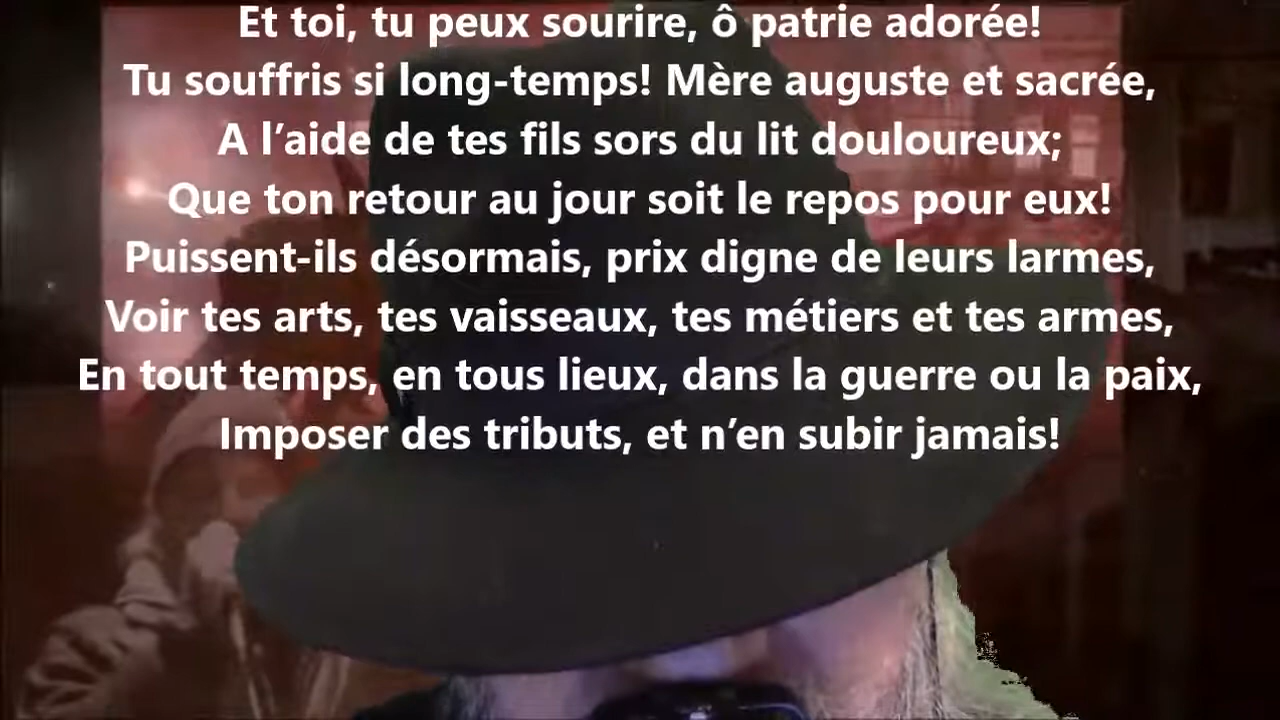 Et toi, tu peux sourire, ô patrie adorée!
Tu souffris si long-temps! Mère auguste et sacrée,
A l’aide de tes fils sors du lit douloureux;
Que ton retour au jour soit le repos pour eux!
Puissent-ils désormais, prix digne de leurs larmes,
Voir tes arts, tes vaisseaux, tes métiers et tes armes,
En tout temps, en tous lieux, dans la guerre ou la paix,
Imposer des tributs, et n’en subir jamais!